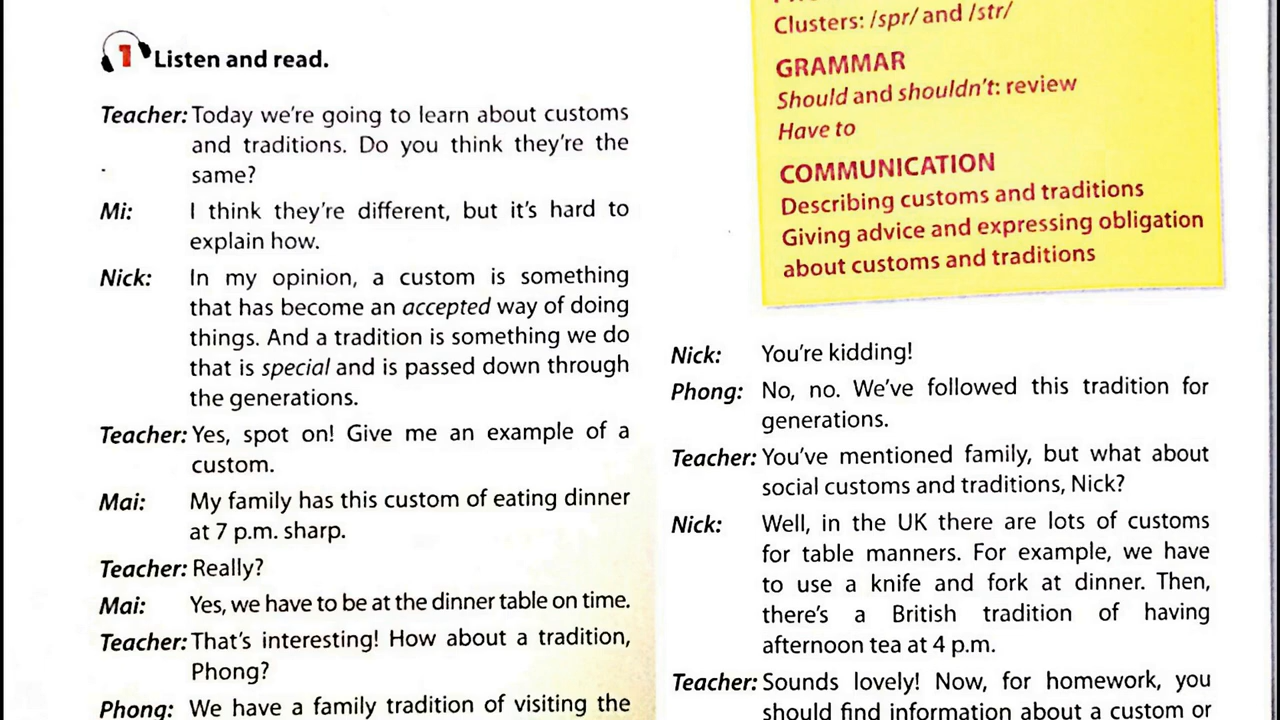 1 Listen and read.
Teacher: Today we're going to learn about customs
and traditions. Do you think they're the
same?
Mi: I think they're different, but it's hard to
explain how.
Nick: In my opinion, a custom is something
that has become an accepted way of doing
things. And a tradition is something we do
that is special and is passed down through
the generations.
Teacher: Yes, spot on! Give me an example of a
custom.
Mai: My family has this custom of eating dinner
at 7 p.m. sharp.
Teacher: Really?
Mai: Yes, we have to be at the dinner table on time.
Teacher: That's interesting! How about a tradition,
Phong?
Phong: We have a family tradition of visiting the
Clusters: /spr/ and /str/
GRAMMAR
Should and shouldn't: review
Have to
COMMUNICATION
Describing customs and traditions
Giving advice and expressing obligation
about customs and traditions
Nick: You're kidding!
Phong: No, no. We've followed this tradition for
generations.
Teacher: You've mentioned family, but what about
social customs and traditions, Nick?
Nick: Well, in the UK there are lots of customs
for table manners. For example, we have
to use a knife and fork at dinner. Then,
there's a British tradition of having
afternoon tea at 4 p.m.
Teacher: Sounds lovely! Now, for homework, you
should find information about a custom or